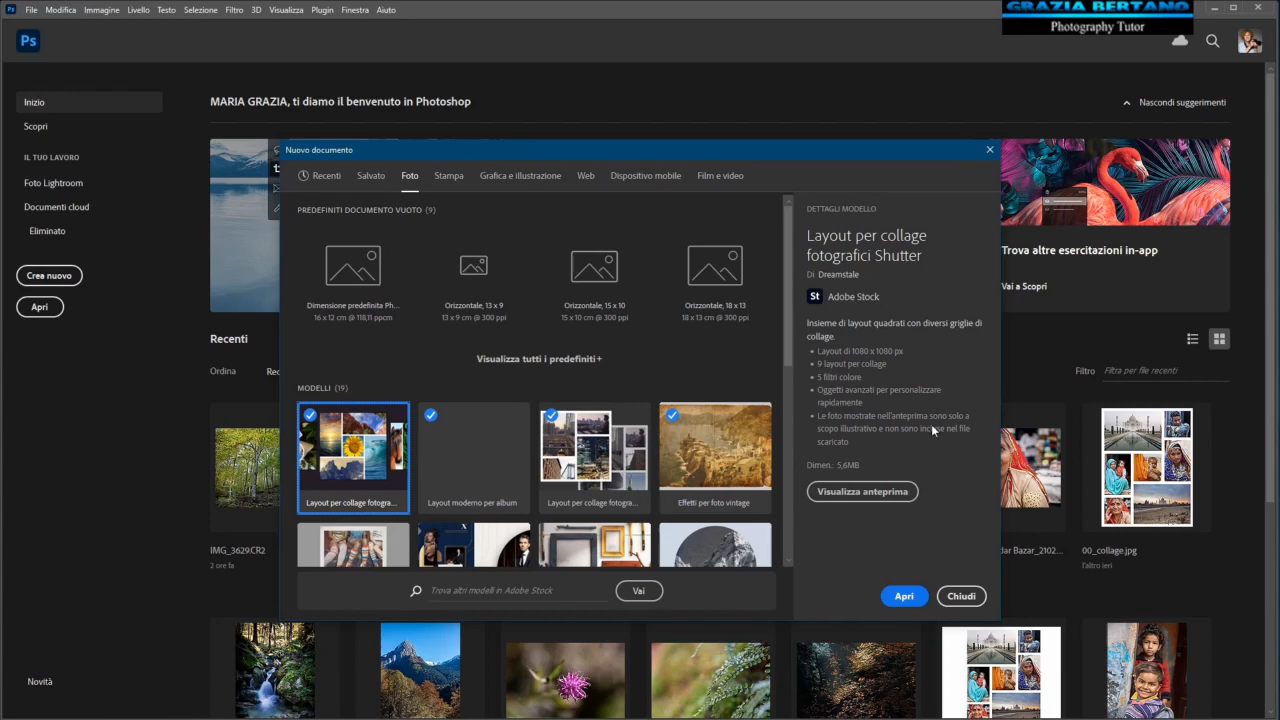 Ps
File Modifica Immagine Livello Testo Selezione Filtro 3D Visualizza Plugin Finestra Aiuto
GRAZIA BERTANO
Photography Tutor
Ps
Inizio
Scopri
IL TUO LAVORO
Foto Lightroom
Documenti cloud
Eliminato
Crea nuovo
Apri
Novità
MARIA GRAZIA, ti diamo il benvenuto in Photoshop
Nascondi suggerimenti
Nuovo documento
Recenti Salvato Foto Stampa Grafica e illustrazione Web Dispositivo mobile Film e video
PREDEFINITI DOCUMENTO VUOTO (9)
Dimensione predefinita Ph...
16 x 12 cm @ 118,11 ppcm
Orizzontale, 13 x 9
13 x 9 cm @ 300 ppi
Orizzontale, 15 x 10
15 x 10 cm @ 300 ppi
Orizzontale, 18 x 13
18 x 13 cm @ 300 ppi
Visualizza tutti i predefiniti+
MODELLI (19)
Layout per collage fotogra...
Layout moderno per album
Layout per collage fotogra...
Effetti per foto vintage
Trova altri modelli in Adobe Stock
Vai
DETTAGLI MODELLO
Layout per collage
fotografici Shutter
Di Dreamstale
St Adobe Stock
Insieme di layout quadrati con diversi griglie di
collage.
• Layout di 1080 x 1080 px
• 9 layout per collage
• 5 filtri colore
• Oggetti avanzati per personalizzare
rapidamente
• Le foto mostrate nell'anteprima sono solo a
scopo illustrativo e non sono incluse nel file
scaricato
Dimen.: 5,6MB
Visualizza anteprima
Apri
Chiudi
Trova altre esercitazioni in-app
Vai a Scopri
Recenti
Ordina Rec
Filtro Filtra per file recenti
IMG_3629.CR2
2 ore fa
dar Bazar_2102...
00_collage.jpg
l'altro ieri